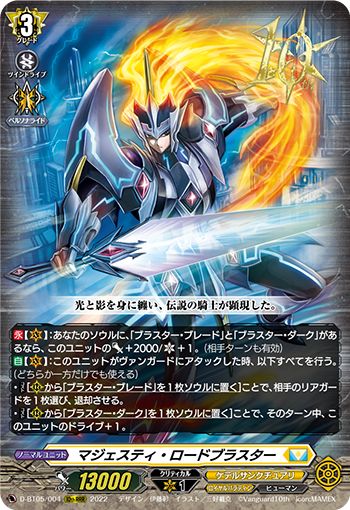 3
グレード
10
ツインドライブ
ペルソナライド
光と影を身に纏い、伝説の騎士が顕現した。
永【】:あなたのソウルに、「ブラスター・ブレード」と「ブラスター・ダーク」があ
るなら、このユニットの+2000/+1。(相手ターンも有効)
自【】:このユニットがヴァンガードにアタックした時、以下すべてを行う。
(どちらか一方だけでも使える)
・[から「ブラスター・ブレード」を1枚ソウルに置く]ことで、相手のリアガ
ードを1枚選び、退却させる。
・[から「ブラスター・ダーク」を1枚ソウルに置く]ことで、そのターン中、こ
のユニットのドライブ+1。
ノーマルユニット
マジェスティ・ロードブラスター
パワー
13000
クリティカル
1
ケテルサンクチュアリ
ロイヤルパラディン
ヒューマン
D-BT05/004
RRR
2022
デザイン/伊藤彰
イラスト/
©Vanguard10th
icon:MAMEX